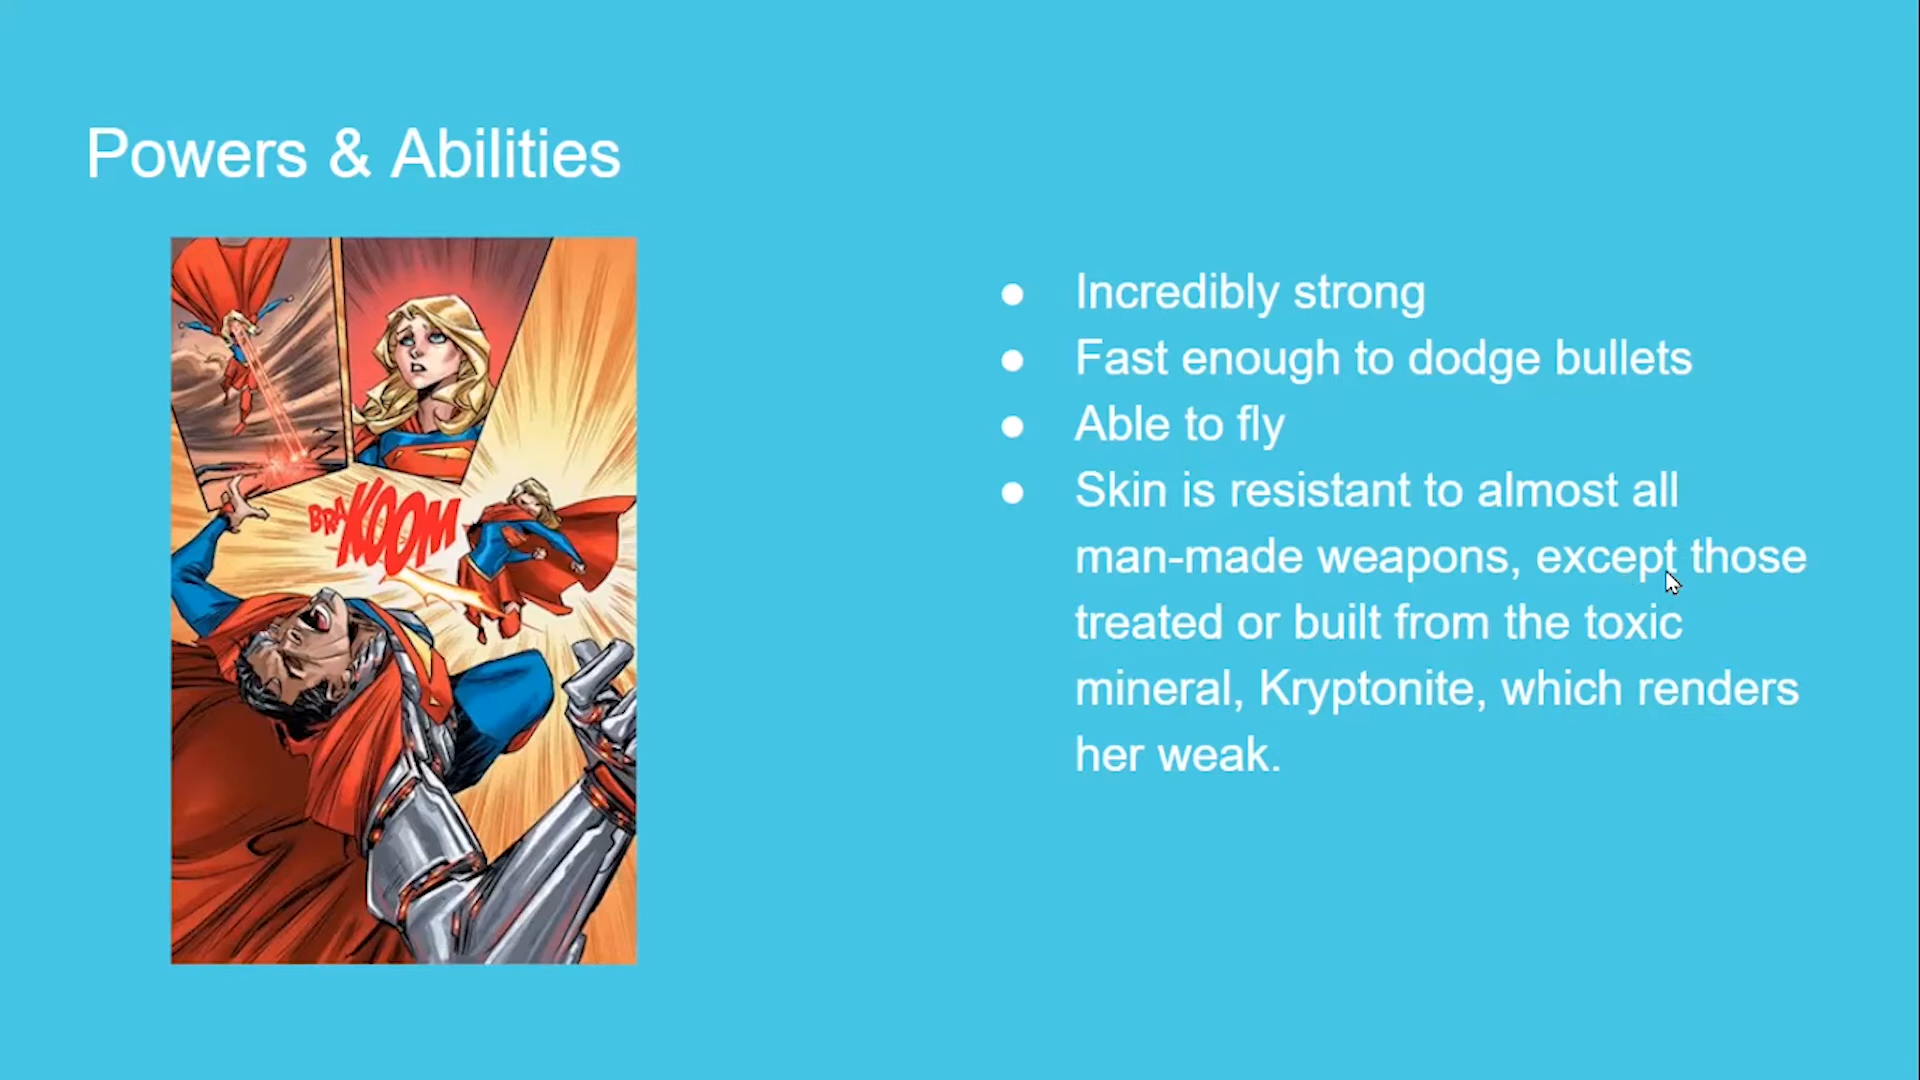 Powers & Abilities
BRAKOOM
● Incredibly strong
● Fast enough to dodge bullets
● Able to fly
● Skin is resistant to almost all
man-made weapons, except those
treated or built from the toxic
mineral, Kryptonite, which renders
her weak.